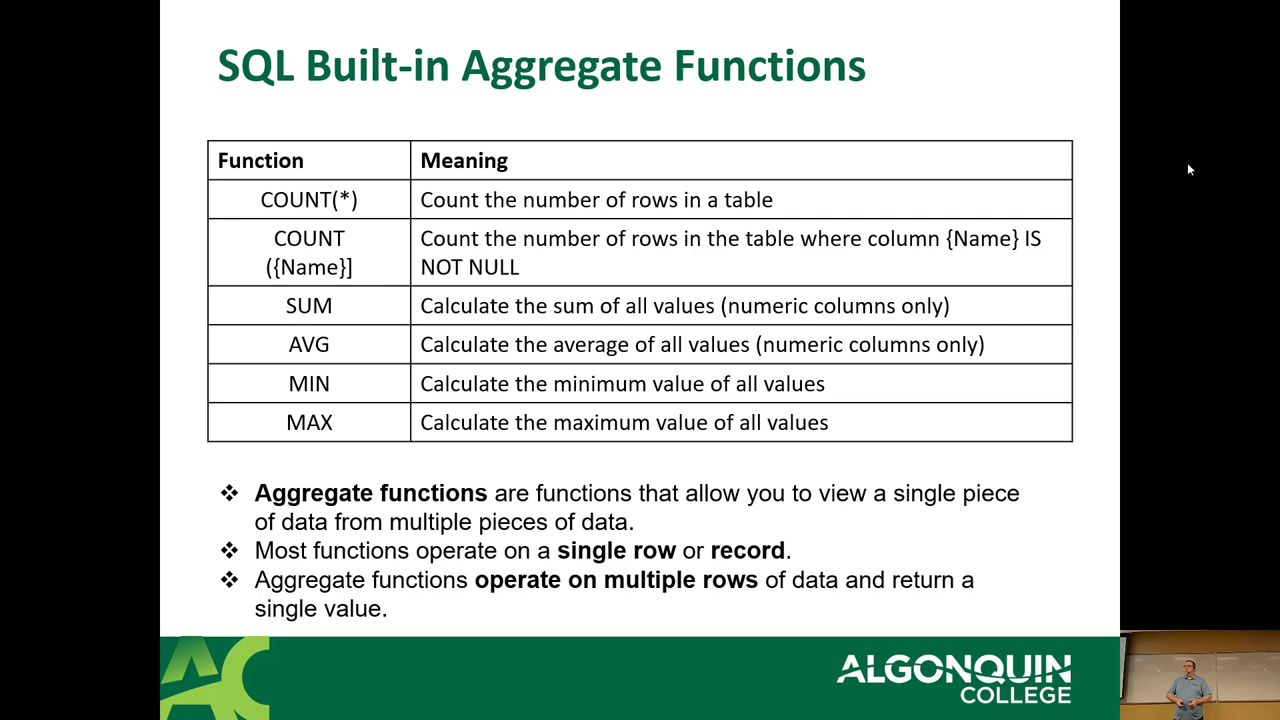 SQL Built-in Aggregate Functions
Function Meaning
COUNT(*) Count the number of rows in a table
COUNT Count the number of rows in the table where column {Name} IS
({Name}] NOT NULL
SUM Calculate the sum of all values (numeric columns only)
AVG Calculate the average of all values (numeric columns only)
MIN Calculate the minimum value of all values
MAX Calculate the maximum value of all values
❖ Aggregate functions are functions that allow you to view a single piece
of data from multiple pieces of data.
❖ Most functions operate on a single row or record.
❖ Aggregate functions operate on multiple rows of data and return a
single value.
AC
ALGONQUIN
COLLEGE